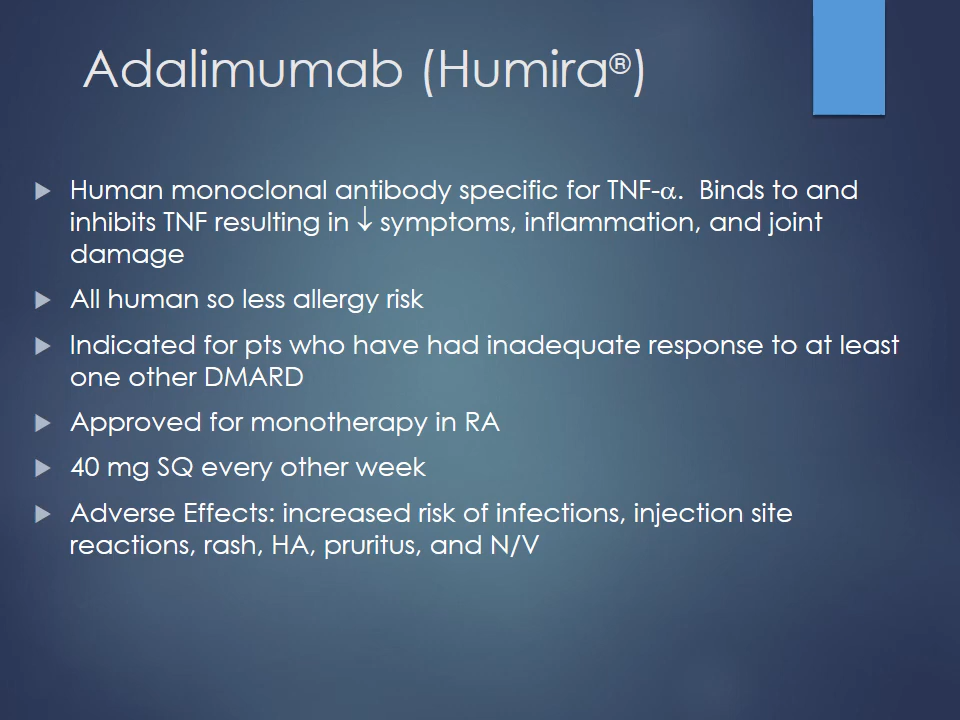 Adalimumab (Humira®)
Human monoclonal antibody specific for TNF-α. Binds to and
inhibits TNF resulting in ↓ symptoms, inflammation, and joint
damage
All human so less allergy risk
Indicated for pts who have had inadequate response to at least
one other DMARD
Approved for monotherapy in RA
40 mg SQ every other week
Adverse Effects: increased risk of infections, injection site
reactions, rash, HA, pruritus, and N/V